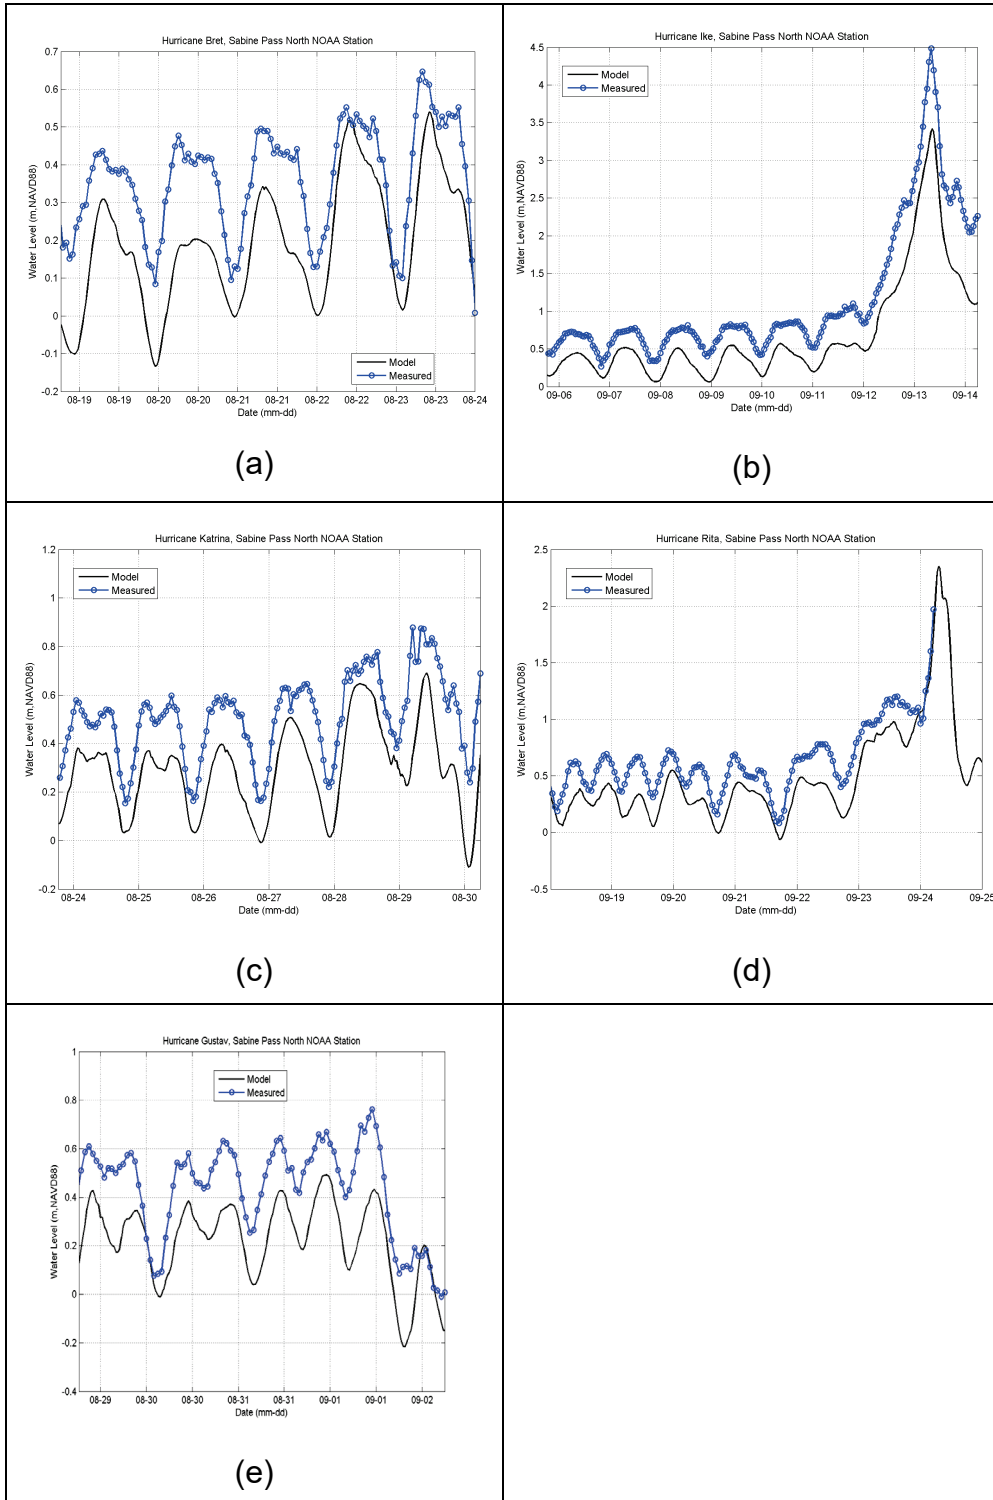 Hurricane Bret, Sabine Pass North NOAA Station
Water Level (m,NAVD88)
0.7
0.6
0.5
0.4
0.3
0.2
0.1
0
-0.1
-0.2
Model
Measured
08-19 08-19 08-20 08-20 08-21 08-21 08-22 08-22 08-23 08-23 08-24
Date (mm-dd)
(a)
Hurricane Ike, Sabine Pass North NOAA Station
Water Level (m,NAVD88)
4.5
4
3.5
3
2.5
2
1.5
1
0.5
0
Model
Measured
09-06 09-07 09-08 09-09 09-10 09-11 09-12 09-13 09-14
Date (mm-dd)
(b)
Hurricane Katrina, Sabine Pass North NOAA Station
Water Level (m,NAVD88)
1.2
1
0.8
0.6
0.4
0.2
0
-0.2
Model
Measured
08-24 08-25 08-26 08-27 08-28 08-29 08-30
Date (mm-dd)
(c)
Hurricane Rita, Sabine Pass North NOAA Station
Water Level (m,NAVD88)
2.5
2
1.5
1
0.5
0
-0.5
Model
Measured
09-19 09-20 09-21 09-22 09-23 09-24 09-25
Date (mm-dd)
(d)
Hurricane Gustav, Sabine Pass North NOAA Station
Water Level (m,NAVD88)
1
0.8
0.6
0.4
0.2
0
-0.2
-0.4
Model
Measured
08-29 08-30 08-30 08-31 08-31 09-01 09-01 09-02
Date (mm-dd)
(e)